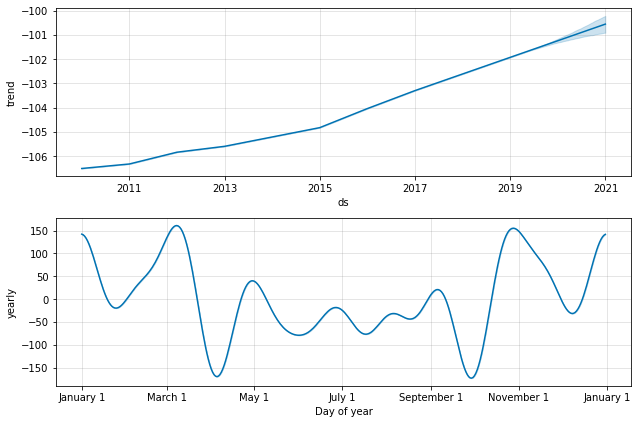 −100
−101
−102
−103
−104
−105
−106
trend
2011 2013 2015 2017 2019 2021
ds
150
100
50
0
−50
−100
−150
yearly
January 1 March 1 May 1 July 1 September 1 November 1 January 1
Day of year